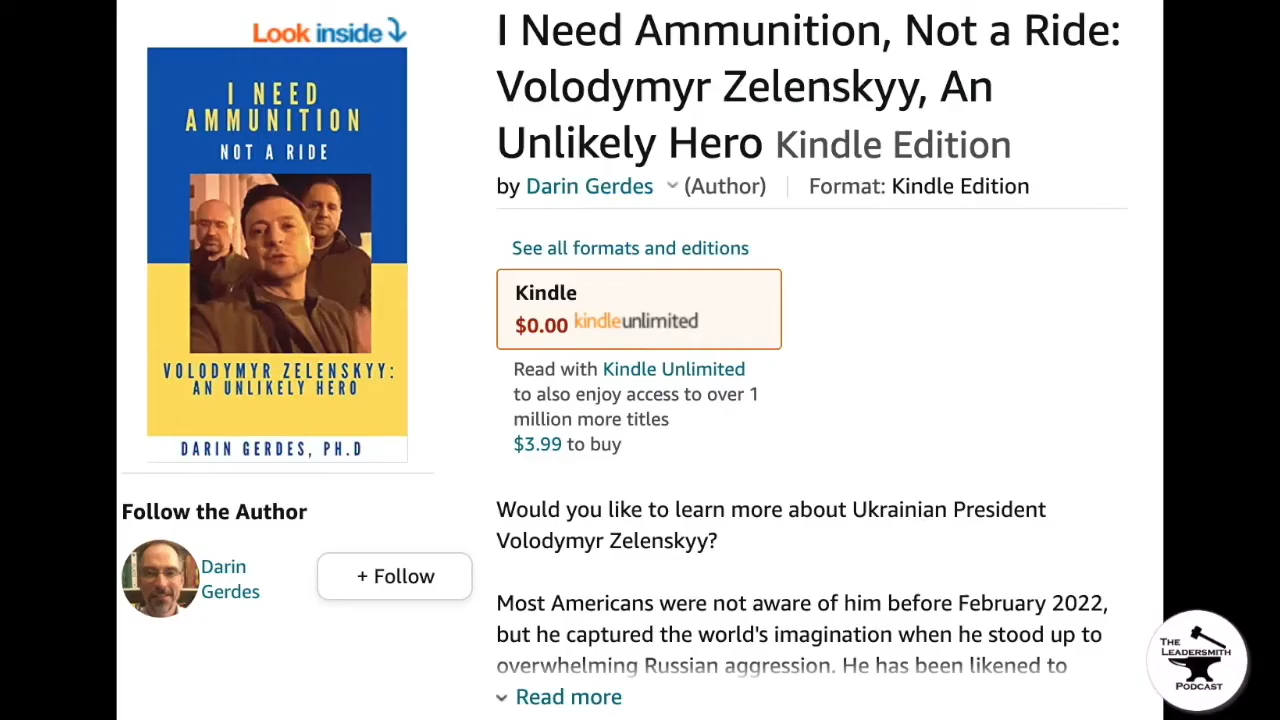 Look inside
I NEED
AMMUNITION
NOT A RIDE
VOLODYMYR ZELENSKYY:
AN UNLIKELY HERO
DARIN GERDES, PH.D
Follow the Author
Darin
Gerdes
+ Follow
I Need Ammunition, Not a Ride:
Volodymyr Zelenskyy, An
Unlikely Hero Kindle Edition
by Darin Gerdes (Author) Format: Kindle Edition
See all formats and editions
Kindle
$0.00 kindleunlimited
Read with Kindle Unlimited
to also enjoy access to over 1
million more titles
$3.99 to buy
Would you like to learn more about Ukrainian President
Volodymyr Zelenskyy?
Most Americans were not aware of him before February 2022,
but he captured the world's imagination when he stood up to
overwhelming Russian aggression. He has been likened to
Read more
THE
LEADERSMITH
PODCAST